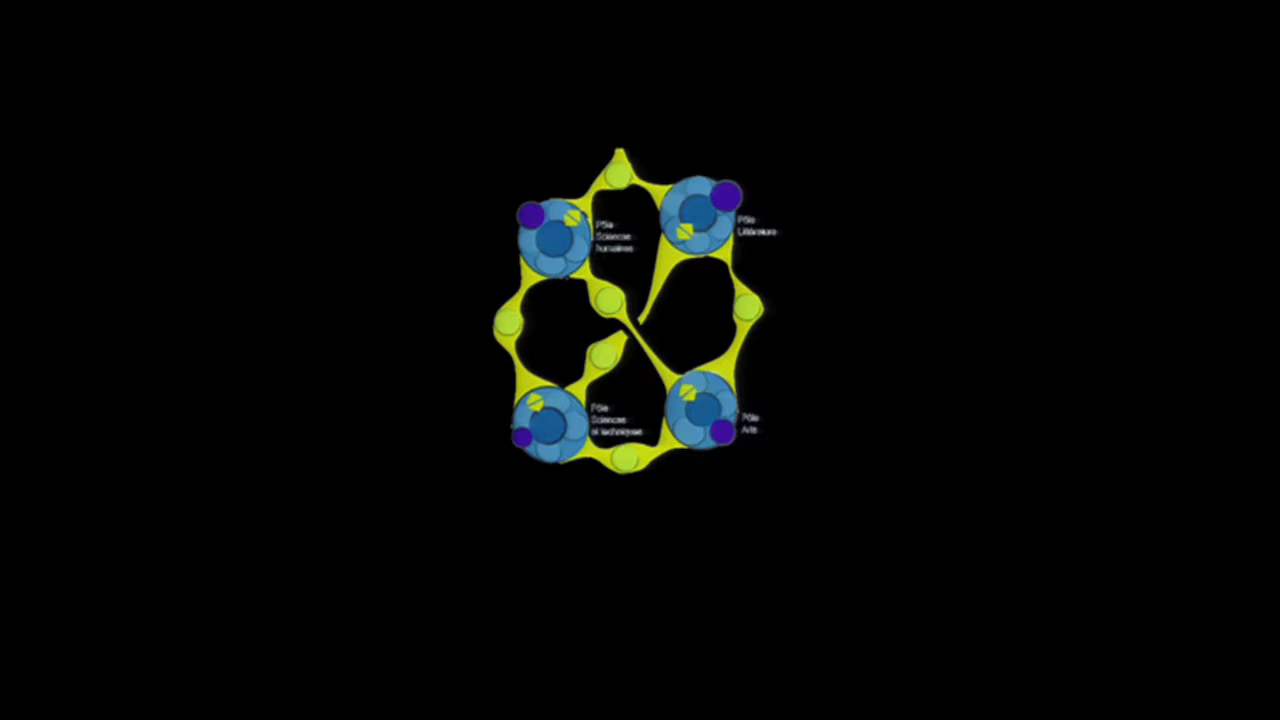 Pôle
Sciences
humaines
Pôle
Littérature
Pôle
Sciences
et techniques
Pôle
Arts